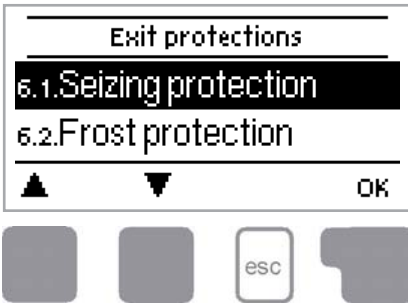 Exit protections
6.1.Seizing protection
6.2.Frost protection
▲ ▼ OK
esc